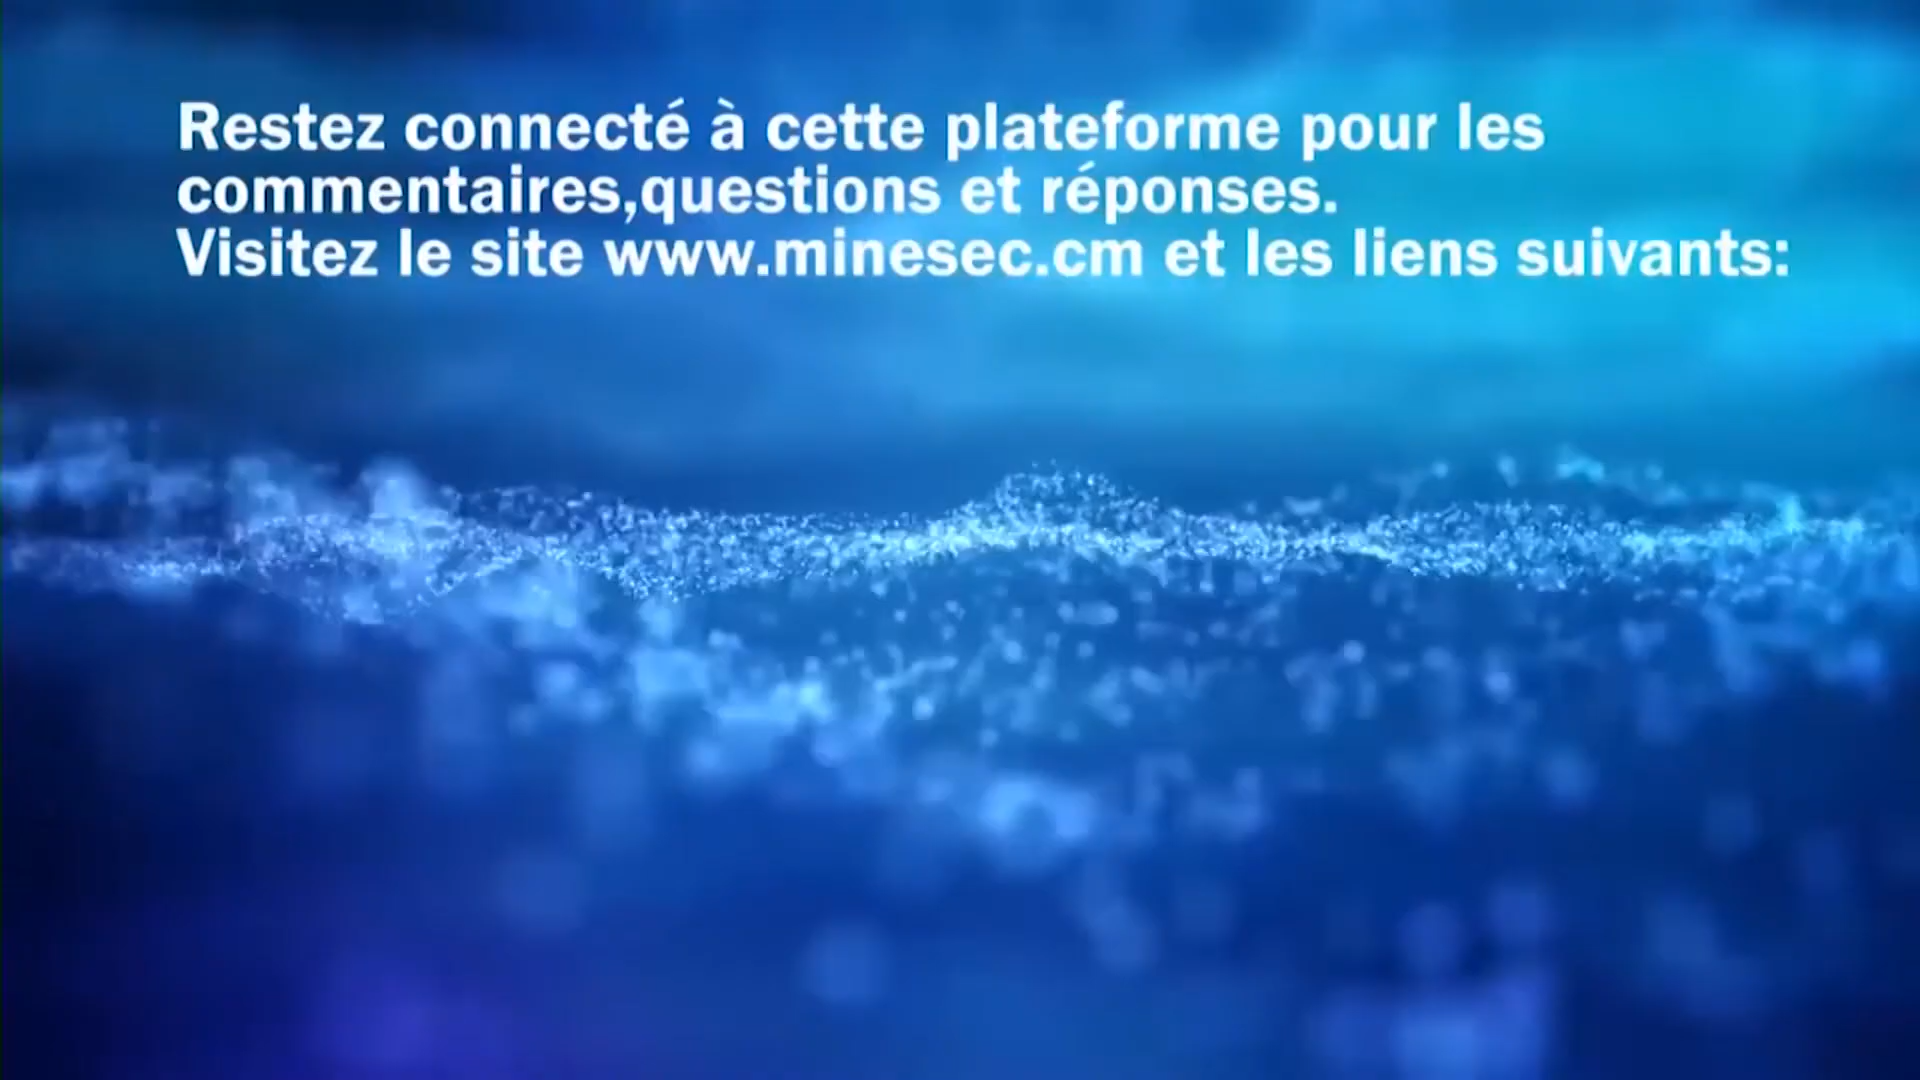 Restez connecté à cette plateforme pour les
commentaires,questions et réponses.
Visitez le site www.minesec.cm et les liens suivants: